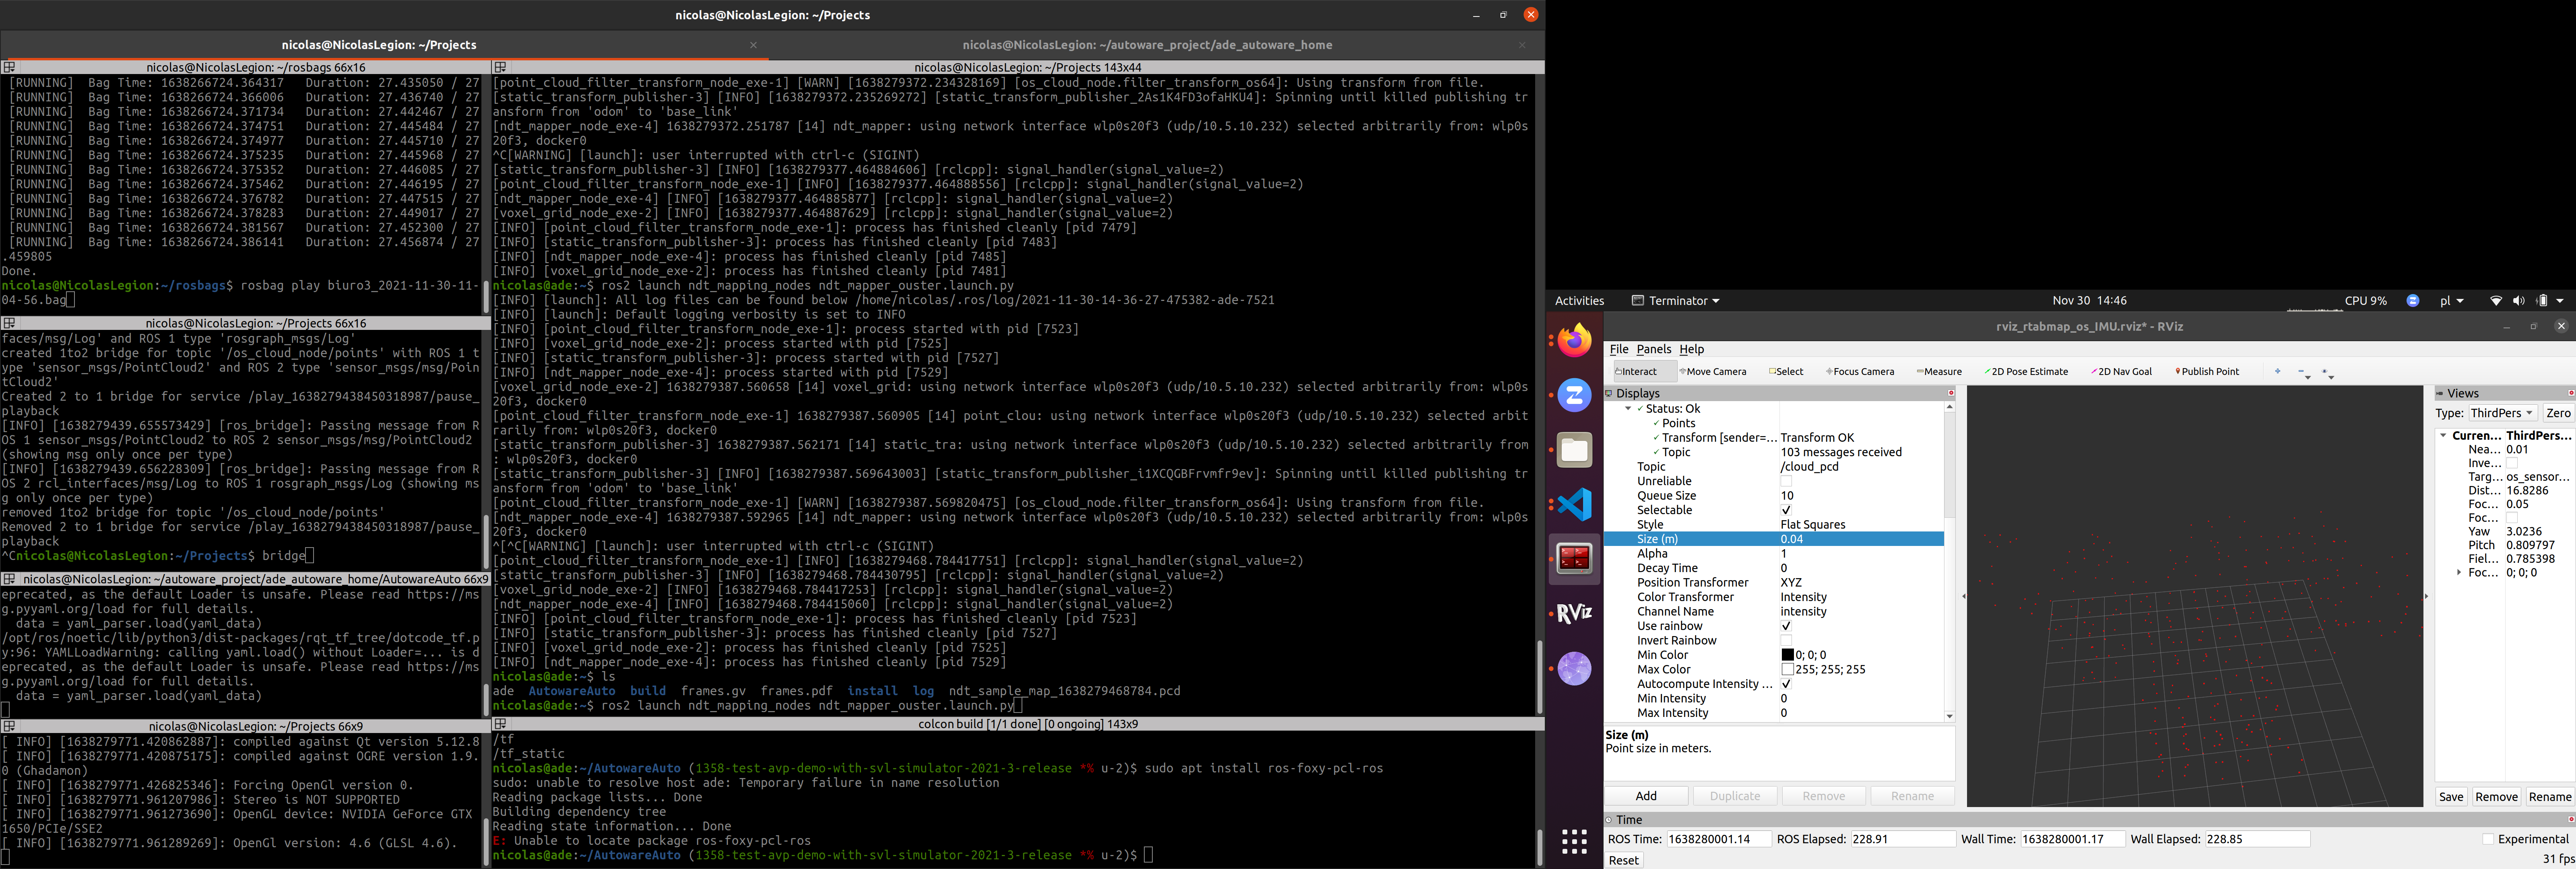 nicolas@NicolasLegion: ~/Projects
nicolas@NicolasLegion: ~/Projects
nicolas@NicolasLegion: ~/autoware_project/ade_autoware_home
nicolas@NicolasLegion: ~/rosbags 66x16
[RUNNING]  Bag Time: 1638266724.364317   Duration: 27.435050 / 27
[RUNNING]  Bag Time: 1638266724.366006   Duration: 27.436740 / 27
[RUNNING]  Bag Time: 1638266724.371734   Duration: 27.442467 / 27
[RUNNING]  Bag Time: 1638266724.374751   Duration: 27.445484 / 27
[RUNNING]  Bag Time: 1638266724.374977   Duration: 27.445710 / 27
[RUNNING]  Bag Time: 1638266724.375235   Duration: 27.445968 / 27
[RUNNING]  Bag Time: 1638266724.375352   Duration: 27.446085 / 27
[RUNNING]  Bag Time: 1638266724.375462   Duration: 27.446195 / 27
[RUNNING]  Bag Time: 1638266724.376782   Duration: 27.447515 / 27
[RUNNING]  Bag Time: 1638266724.378283   Duration: 27.449017 / 27
[RUNNING]  Bag Time: 1638266724.381567   Duration: 27.452300 / 27
[RUNNING]  Bag Time: 1638266724.386141   Duration: 27.456874 / 27
.459805
Done.
nicolas@NicolasLegion:~/rosbags$ rosbag play biuro3_2021-11-30-11-
04-56.bag
nicolas@NicolasLegion: ~/Projects 66x16
faces/msg/Log' and ROS 1 type 'rosgraph_msgs/Log'
created 1to2 bridge for topic '/os_cloud_node/points' with ROS 1 t
ype 'sensor_msgs/PointCloud2' and ROS 2 type 'sensor_msgs/msg/Poin
tCloud2'
Created 2 to 1 bridge for service /play_1638279438450318987/pause_
playback
[INFO] [1638279439.655573429] [ros_bridge]: Passing message from R
OS 1 sensor_msgs/PointCloud2 to ROS 2 sensor_msgs/msg/PointCloud2
(showing msg only once per type)
[INFO] [1638279439.656228309] [ros_bridge]: Passing message from R
OS 2 rcl_interfaces/msg/Log to ROS 1 rosgraph_msgs/Log (showing ms
g only once per type)
removed 1to2 bridge for topic '/os_cloud_node/points'
Removed 2 to 1 bridge for service /play_1638279438450318987/pause_
playback
^Cnicolas@NicolasLegion:~/Projects$ bridge
nicolas@NicolasLegion: ~/autoware_project/ade_autoware_home/AutowareAuto 66x9
eprecated, as the default Loader is unsafe. Please read https://ms
g.pyyaml.org/load for full details.
data = yaml_parser.load(yaml_data)
/opt/ros/noetic/lib/python3/dist-packages/rqt_tf_tree/dotcode_tf.p
y:96: YAMLLoadWarning: calling yaml.load() without Loader=... is d
eprecated, as the default Loader is unsafe. Please read https://ms
g.pyyaml.org/load for full details.
data = yaml_parser.load(yaml_data)
nicolas@NicolasLegion: ~/Projects 66x9
[ INFO] [1638279771.420862887]: compiled against Qt version 5.12.8
[ INFO] [1638279771.420875175]: compiled against OGRE version 1.9.
0 (Ghadamon)
[ INFO] [1638279771.426825346]: Forcing OpenGl version 0.
[ INFO] [1638279771.961207986]: Stereo is NOT SUPPORTED
[ INFO] [1638279771.961273690]: OpenGL device: NVIDIA GeForce GTX
1650/PCIe/SSE2
[ INFO] [1638279771.961289269]: OpenGl version: 4.6 (GLSL 4.6).
nicolas@NicolasLegion: ~/Projects 143x44
[point_cloud_filter_transform_node_exe-1] [WARN] [1638279372.234328169] [os_cloud_node.filter_transform_os64]: Using transform from file.
[static_transform_publisher-3] [INFO] [1638279372.235269272] [static_transform_publisher_2As1K4FD3ofaHKU4]: Spinning until killed publishing tr
ansform from 'odom' to 'base_link'
[ndt_mapper_node_exe-4] 1638279372.251787 [14] ndt_mapper: using network interface wlp0s20f3 (udp/10.5.10.232) selected arbitrarily from: wlp0s
20f3, docker0
^C[WARNING] [launch]: user interrupted with ctrl-c (SIGINT)
[static_transform_publisher-3] [INFO] [1638279377.464884606] [rclcpp]: signal_handler(signal_value=2)
[point_cloud_filter_transform_node_exe-1] [INFO] [1638279377.464888556] [rclcpp]: signal_handler(signal_value=2)
[ndt_mapper_node_exe-4] [INFO] [1638279377.464885877] [rclcpp]: signal_handler(signal_value=2)
[voxel_grid_node_exe-2] [INFO] [1638279377.464887629] [rclcpp]: signal_handler(signal_value=2)
[INFO] [point_cloud_filter_transform_node_exe-1]: process has finished cleanly [pid 7479]
[INFO] [static_transform_publisher-3]: process has finished cleanly [pid 7483]
[INFO] [ndt_mapper_node_exe-4]: process has finished cleanly [pid 7485]
[INFO] [voxel_grid_node_exe-2]: process has finished cleanly [pid 7481]
nicolas@ade:~$ ros2 launch ndt_mapping_nodes ndt_mapper_ouster.launch.py
[INFO] [launch]: All log files can be found below /home/nicolas/.ros/log/2021-11-30-14-36-27-475382-ade-7521
[INFO] [launch]: Default logging verbosity is set to INFO
[INFO] [point_cloud_filter_transform_node_exe-1]: process started with pid [7523]
[INFO] [voxel_grid_node_exe-2]: process started with pid [7525]
[INFO] [static_transform_publisher-3]: process started with pid [7527]
[INFO] [ndt_mapper_node_exe-4]: process started with pid [7529]
[voxel_grid_node_exe-2] 1638279387.560658 [14] voxel_grid: using network interface wlp0s20f3 (udp/10.5.10.232) selected arbitrarily from: wlp0s
20f3, docker0
[point_cloud_filter_transform_node_exe-1] 1638279387.560905 [14] point_clou: using network interface wlp0s20f3 (udp/10.5.10.232) selected arbit
rarily from: wlp0s20f3, docker0
[static_transform_publisher-3] 1638279387.562171 [14] static_tra: using network interface wlp0s20f3 (udp/10.5.10.232) selected arbitrarily from
: wlp0s20f3, docker0
[static_transform_publisher-3] [INFO] [1638279387.569643003] [static_transform_publisher_i1XCQGBFrvmfr9ev]: Spinning until killed publishing tr
ansform from 'odom' to 'base_link'
[point_cloud_filter_transform_node_exe-1] [WARN] [1638279387.569820475] [os_cloud_node.filter_transform_os64]: Using transform from file.
[ndt_mapper_node_exe-4] 1638279387.592965 [14] ndt_mapper: using network interface wlp0s20f3 (udp/10.5.10.232) selected arbitrarily from: wlp0s
20f3, docker0
^[^C[WARNING] [launch]: user interrupted with ctrl-c (SIGINT)
[point_cloud_filter_transform_node_exe-1] [INFO] [1638279468.784417751] [rclcpp]: signal_handler(signal_value=2)
[static_transform_publisher-3] [INFO] [1638279468.784430795] [rclcpp]: signal_handler(signal_value=2)
[voxel_grid_node_exe-2] [INFO] [1638279468.784417253] [rclcpp]: signal_handler(signal_value=2)
[ndt_mapper_node_exe-4] [INFO] [1638279468.784415060] [rclcpp]: signal_handler(signal_value=2)
[INFO] [point_cloud_filter_transform_node_exe-1]: process has finished cleanly [pid 7523]
[INFO] [static_transform_publisher-3]: process has finished cleanly [pid 7527]
[INFO] [voxel_grid_node_exe-2]: process has finished cleanly [pid 7525]
[INFO] [ndt_mapper_node_exe-4]: process has finished cleanly [pid 7529]
nicolas@ade:~$ ls
ade  AutowareAuto  build  frames.gv  frames.pdf  install  log  ndt_sample_map_1638279468784.pcd
nicolas@ade:~$ ros2 launch ndt_mapping_nodes ndt_mapper_ouster.launch.py
colcon build [1/1 done] [0 ongoing] 143x9
/tf
/tf_static
nicolas@ade:~/AutowareAuto (1358-test-avp-demo-with-svl-simulator-2021-3-release *% u-2)$ sudo apt install ros-foxy-pcl-ros
sudo: unable to resolve host ade: Temporary failure in name resolution
Reading package lists... Done
Building dependency tree
Reading state information... Done
E: Unable to locate package ros-foxy-pcl-ros
nicolas@ade:~/AutowareAuto (1358-test-avp-demo-with-svl-simulator-2021-3-release *% u-2)$
Activities  Terminator  Nov 30  14:46  CPU 9%  pl
rviz_rtabmap_os_IMU.rviz* - RViz
File  Panels  Help
Interact  Move Camera  Select  Focus Camera  Measure  2D Pose Estimate  2D Nav Goal  Publish Point
Displays
Status: Ok
Points
Transform [sender=...  Transform OK
Topic  103 messages received
Topic  /cloud_pcd
Unreliable
Queue Size  10
Selectable
Style  Flat Squares
Size (m)  0.04
Alpha  1
Decay Time  0
Position Transformer  XYZ
Color Transformer  Intensity
Channel Name  intensity
Use rainbow
Invert Rainbow
Min Color  0; 0; 0
Max Color  255; 255; 255
Autocompute Intensity ...
Min Intensity  0
Max Intensity  0
Size (m)
Point size in meters.
Add  Duplicate  Remove  Rename
RViz
Views
Type:  ThirdPers  Zero
Curren...  ThirdPers...
Nea...  0.01
Inve...
Targ...  os_sensor...
Dist...  16.8286
Foc...  0.05
Foc...
Yaw  3.0236
Pitch  0.809797
Fiel...  0.785398
Foc...  0; 0; 0
Save  Remove  Rename
Time
ROS Time:  1638280001.14  ROS Elapsed:  228.91  Wall Time:  1638280001.17  Wall Elapsed:  228.85  Experimental
Reset  31 fps